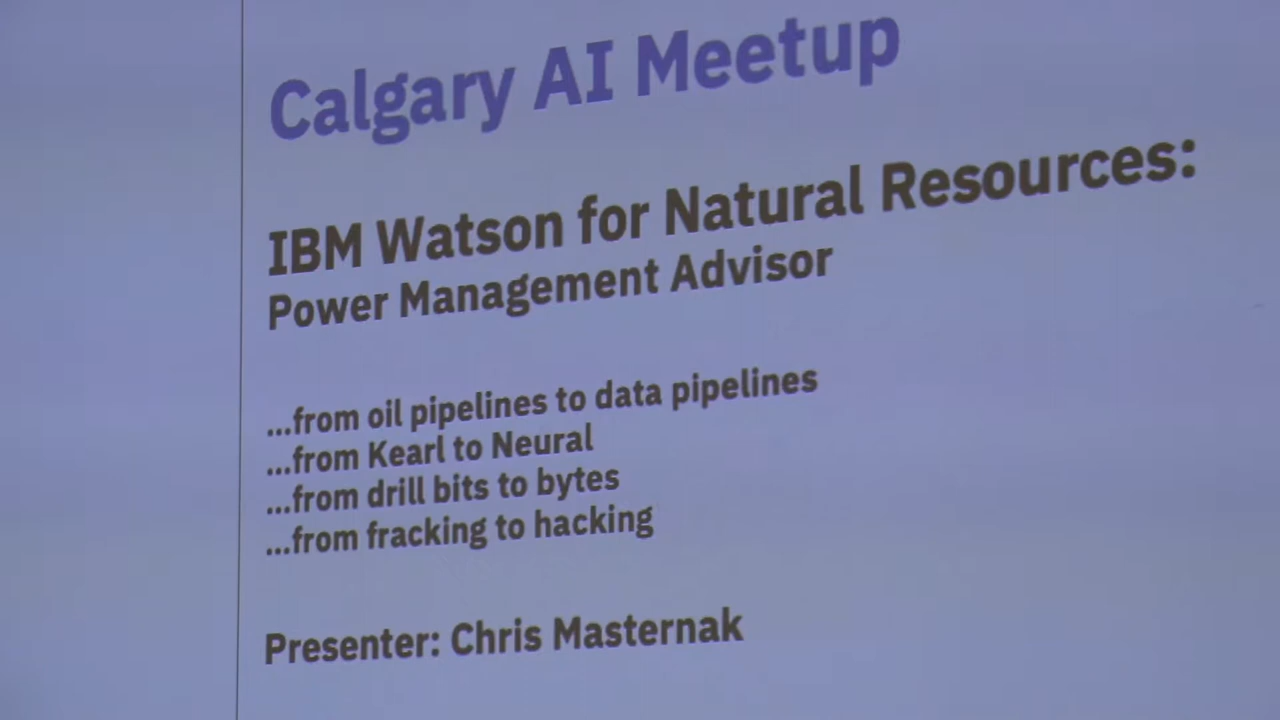 Calgary AI Meetup
IBM Watson for Natural Resources:
Power Management Advisor
...from oil pipelines to data pipelines
...from Kearl to Neural
...from drill bits to bytes
...from fracking to hacking
Presenter: Chris Masternak